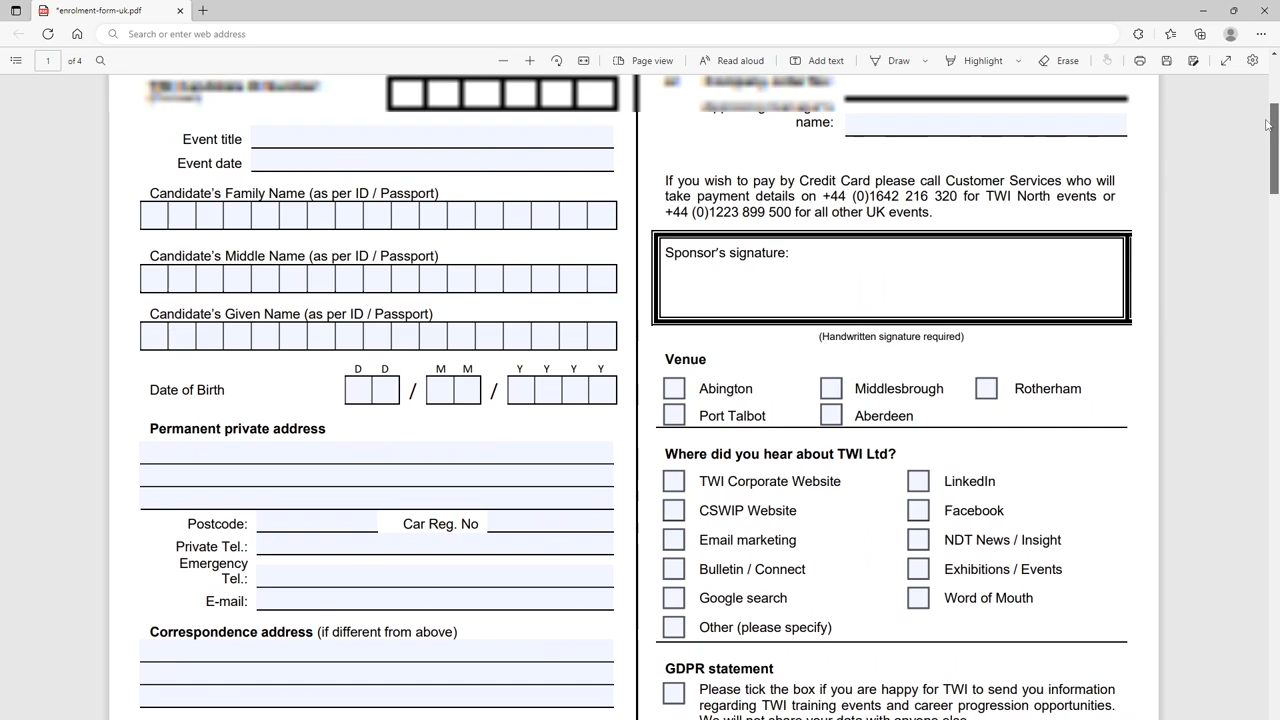 *enrolment-form-uk.pdf
Search or enter web address
1 of 4
Page view
Read aloud
Add text
Draw
Highlight
Erase
name:
Event title
Event date
Candidate's Family Name (as per ID / Passport)
Candidate's Middle Name (as per ID / Passport)
Candidate's Given Name (as per ID / Passport)
D D M M Y Y Y Y
Date of Birth / /
Permanent private address
Postcode: Car Reg. No
Private Tel.:
Emergency
Tel.:
E-mail:
Correspondence address (if different from above)
If you wish to pay by Credit Card please call Customer Services who will
take payment details on +44 (0)1642 216 320 for TWI North events or
+44 (0)1223 899 500 for all other UK events.
Sponsor's signature:
(Handwritten signature required)
Venue
Abington Middlesbrough Rotherham
Port Talbot Aberdeen
Where did you hear about TWI Ltd?
TWI Corporate Website LinkedIn
CSWIP Website Facebook
Email marketing NDT News / Insight
Bulletin / Connect Exhibitions / Events
Google search Word of Mouth
Other (please specify)
GDPR statement
Please tick the box if you are happy for TWI to send you information
regarding TWI training events and career progression opportunities.
We will not share your data with anyone else